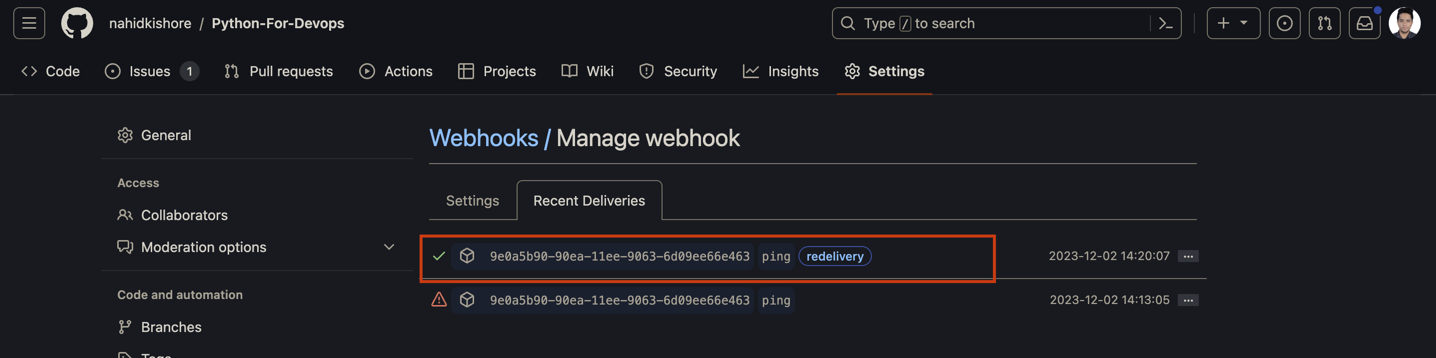 nahidkishore / Python-For-Devops
Type / to search
Code Issues 1 Pull requests Actions Projects Wiki Security Insights Settings
General
Access
Collaborators
Moderation options
Code and automation
Branches
Tags
Webhooks / Manage webhook
Settings Recent Deliveries
9e0a5b90-90ea-11ee-9063-6d09ee66e463 ping redelivery 2023-12-02 14:20:07 ...
9e0a5b90-90ea-11ee-9063-6d09ee66e463 ping 2023-12-02 14:13:05 ...